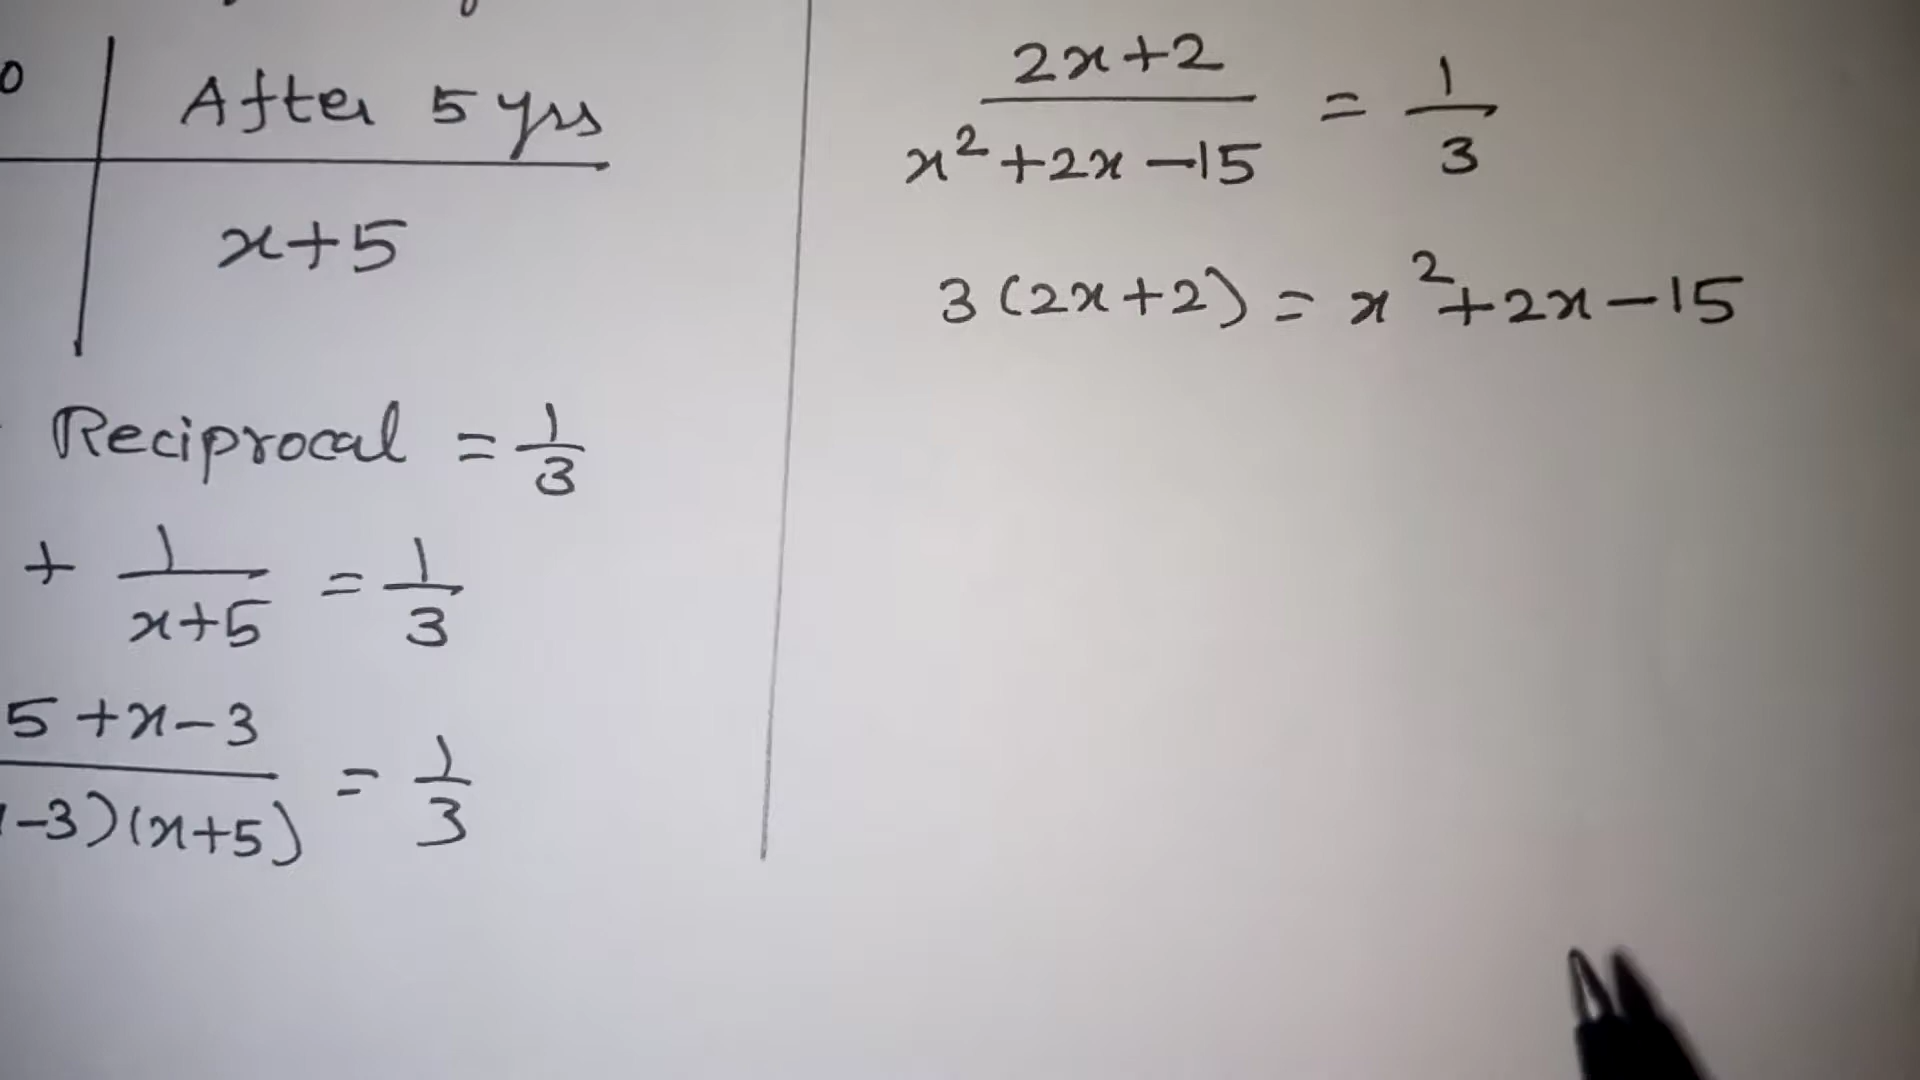 After 5 yrs
x+5
Reciprocal = 1/3
+ 1/x+5 = 1/3
5+x-3/-3)(x+5) = 1/3
2x+2/x²+2x-15 = 1/3
3(2x+2) = x²+2x-15